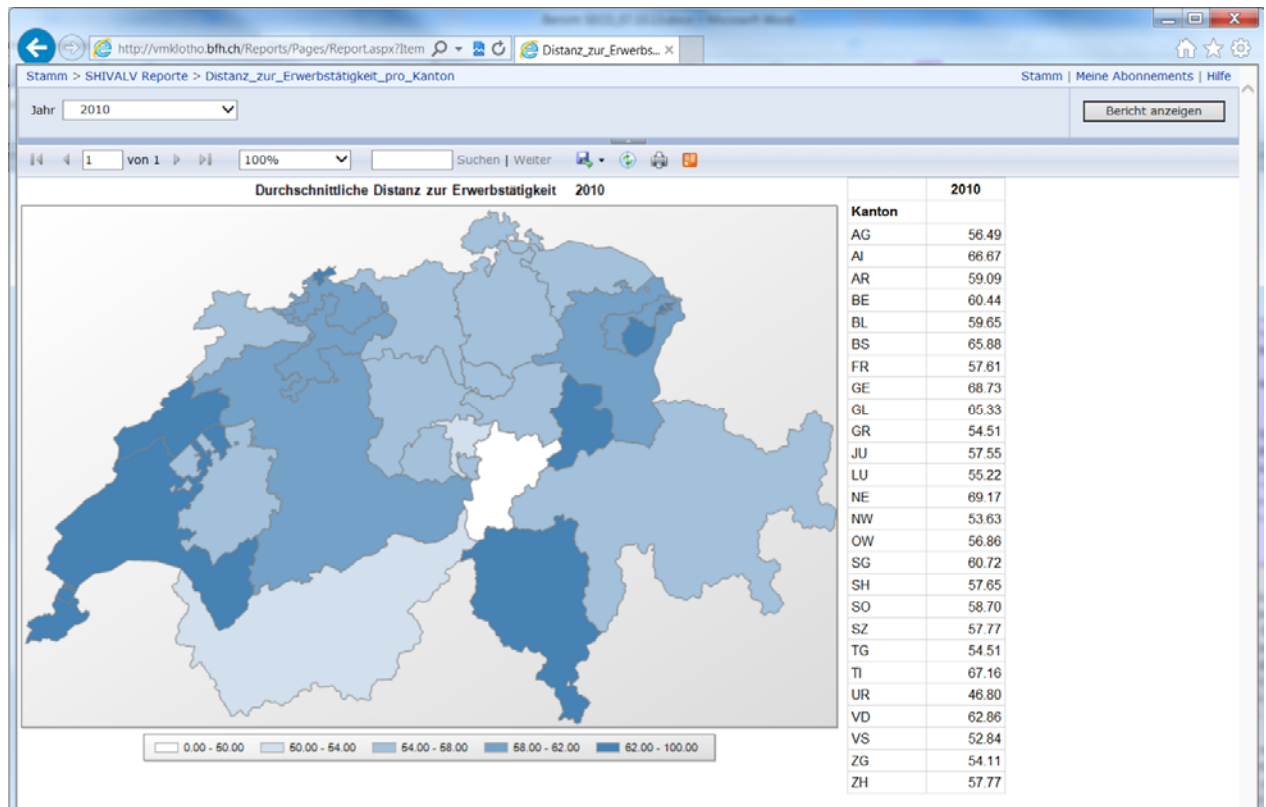 http://vmklotho.bfh.ch/Reports/Pages/Report.aspx?Item
Distanz_zur_Erwerbs...
Stamm > SHIVALV Reporte > Distanz_zur_Erwerbstätigkeit_pro_Kanton
Stamm | Meine Abonnements | Hilfe
Jahr 2010
Bericht anzeigen
1 von 1 100% Suchen | Weiter
Durchschnittliche Distanz zur Erwerbstätigkeit 2010
2010
Kanton
AG 56.49
AI 66.67
AR 59.09
BE 60.44
BL 59.65
BS 65.88
FR 57.61
GE 68.73
GL 65.33
GR 54.51
JU 57.55
LU 55.22
NE 69.17
NW 53.63
OW 56.86
SG 60.72
SH 57.65
SO 58.70
SZ 57.77
TG 54.51
TI 67.16
UR 46.80
VD 62.86
VS 52.84
ZG 54.11
ZH 57.77
0.00 - 50.00 50.00 - 54.00 54.00 - 58.00 58.00 - 62.00 62.00 - 100.00